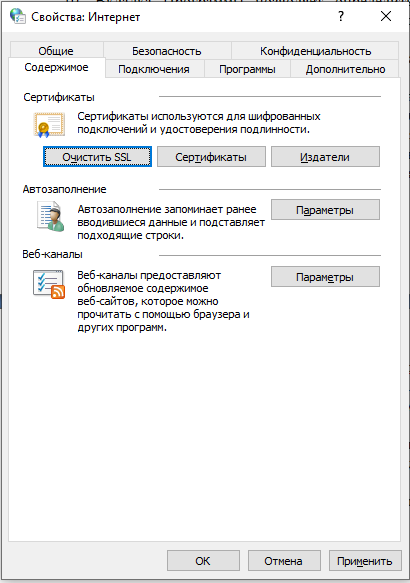 Свойства: Интернет
?
Общие Безопасность Конфиденциальность
Содержимое Подключения Программы Дополнительно
Сертификаты
Сертификаты используются для шифрованных
подключений и удостоверения подлинности.
Очистить SSL Сертификаты Издатели
Автозаполнение
Автозаполнение запоминает ранее
вводившиеся данные и подставляет
подходящие строки.
Параметры
Веб-каналы
Веб-каналы предоставляют
обновляемое содержимое
веб-сайтов, которое можно
прочитать с помощью браузера и
других программ.
Параметры
ОК Отмена Применить